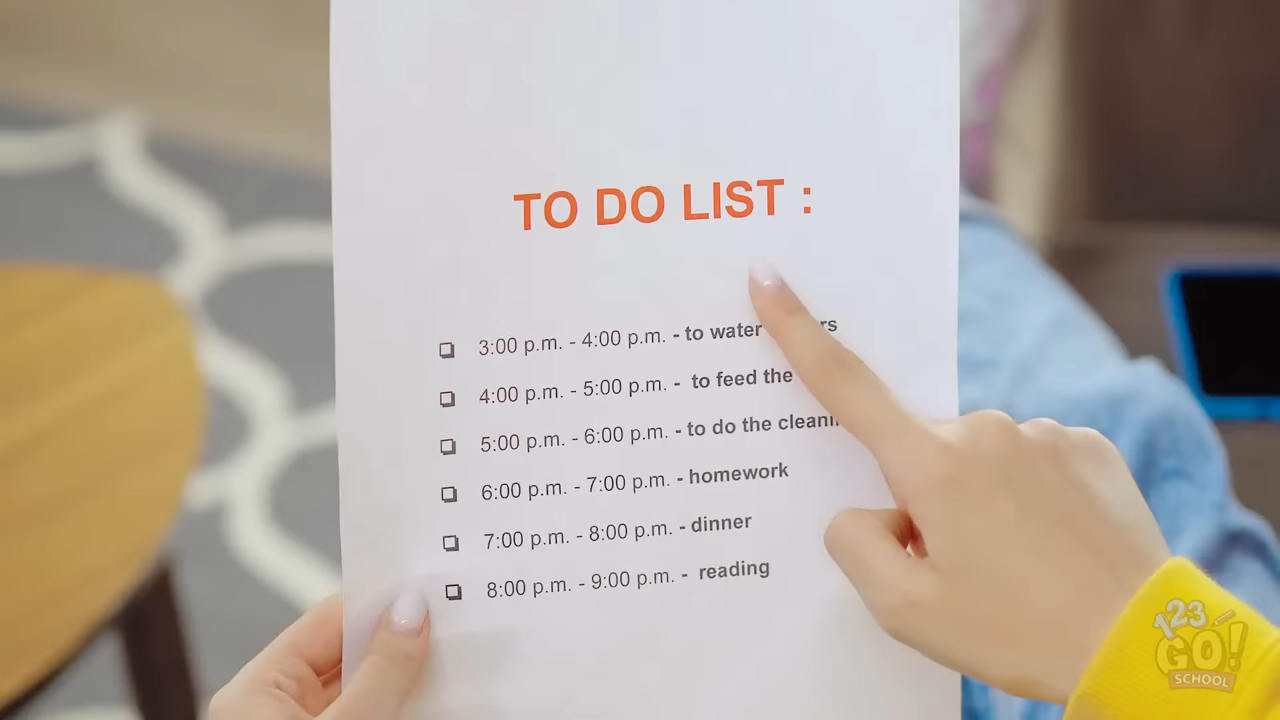 TO DO LIST :
3:00 p.m. - 4:00 p.m. - to water
4:00 p.m. - 5:00 p.m. - to feed the
5:00 p.m. - 6:00 p.m. - to do the
6:00 p.m. - 7:00 p.m. - homework
7:00 p.m. - 8:00 p.m. - dinner
8:00 p.m. - 9:00 p.m. - reading
123
GO!
SCHOOL